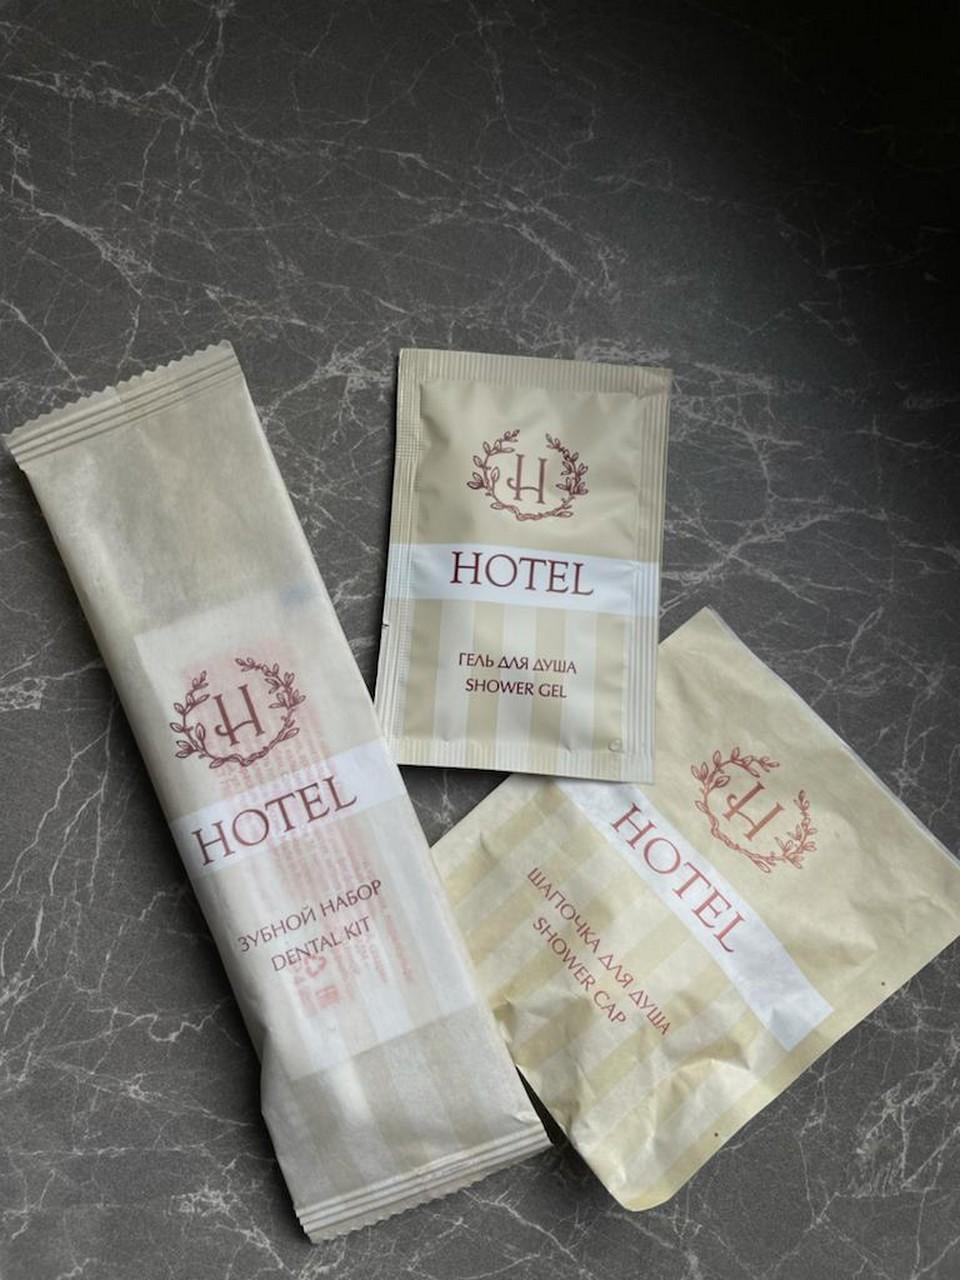 H
HOTEL
ЗУБНОЙ НАБОР
DENTAL KIT
H
HOTEL
ГЕЛЬ ДЛЯ ДУША
SHOWER GEL
H
HOTEL
ШАПОЧКА ДЛЯ ДУША
SHOWER CAP